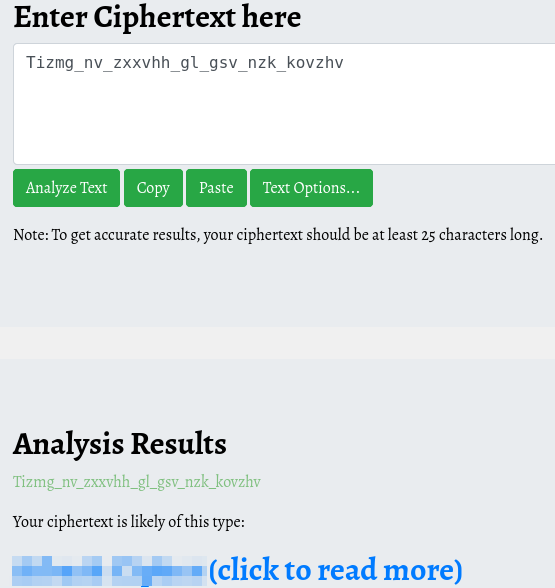 Enter Ciphertext here
Tizmg_nv_zxxvhh_gl_gsv_nzk_kovzhv
Analyze Text Copy Paste Text Options...
Note: To get accurate results, your ciphertext should be at least 25 characters long.
Analysis Results
Tizmg_nv_zxxvhh_gl_gsv_nzk_kovzhv
Your ciphertext is likely of this type:
(click to read more)